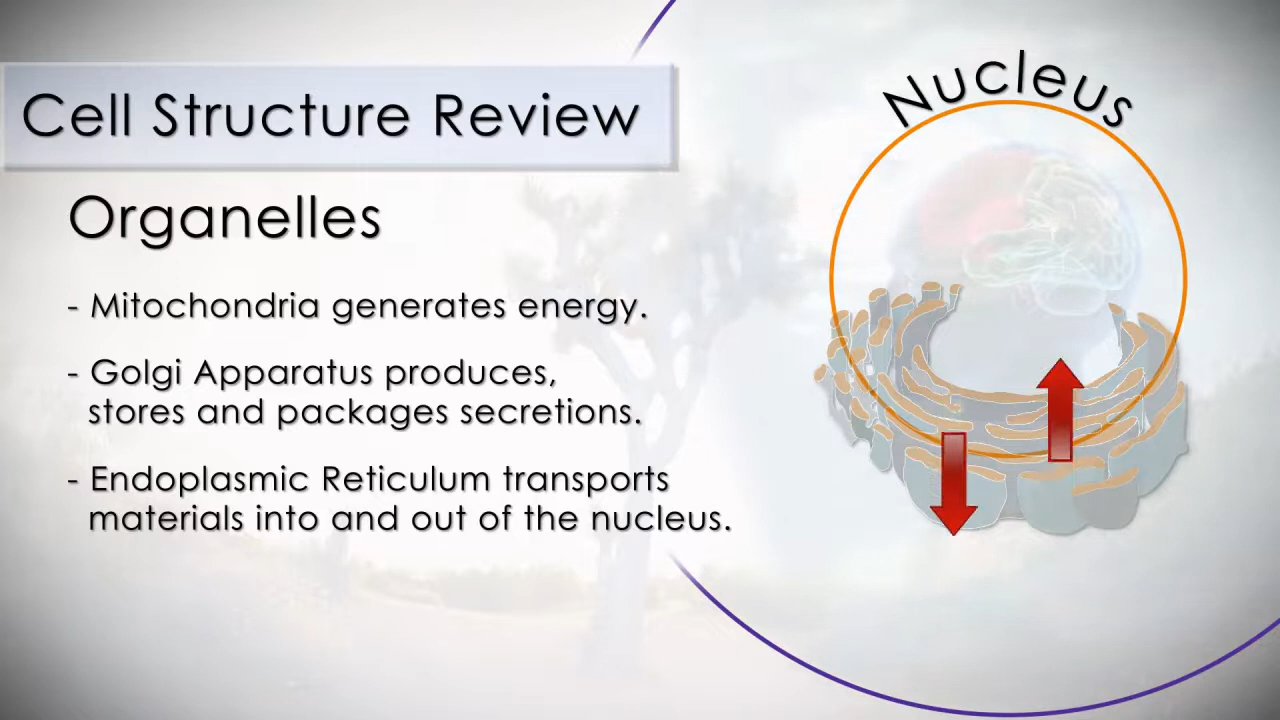 Cell Structure Review
Nucleus
Organelles
- Mitochondria generates energy.
- Golgi Apparatus produces,
stores and packages secretions.
- Endoplasmic Reticulum transports
materials into and out of the nucleus.